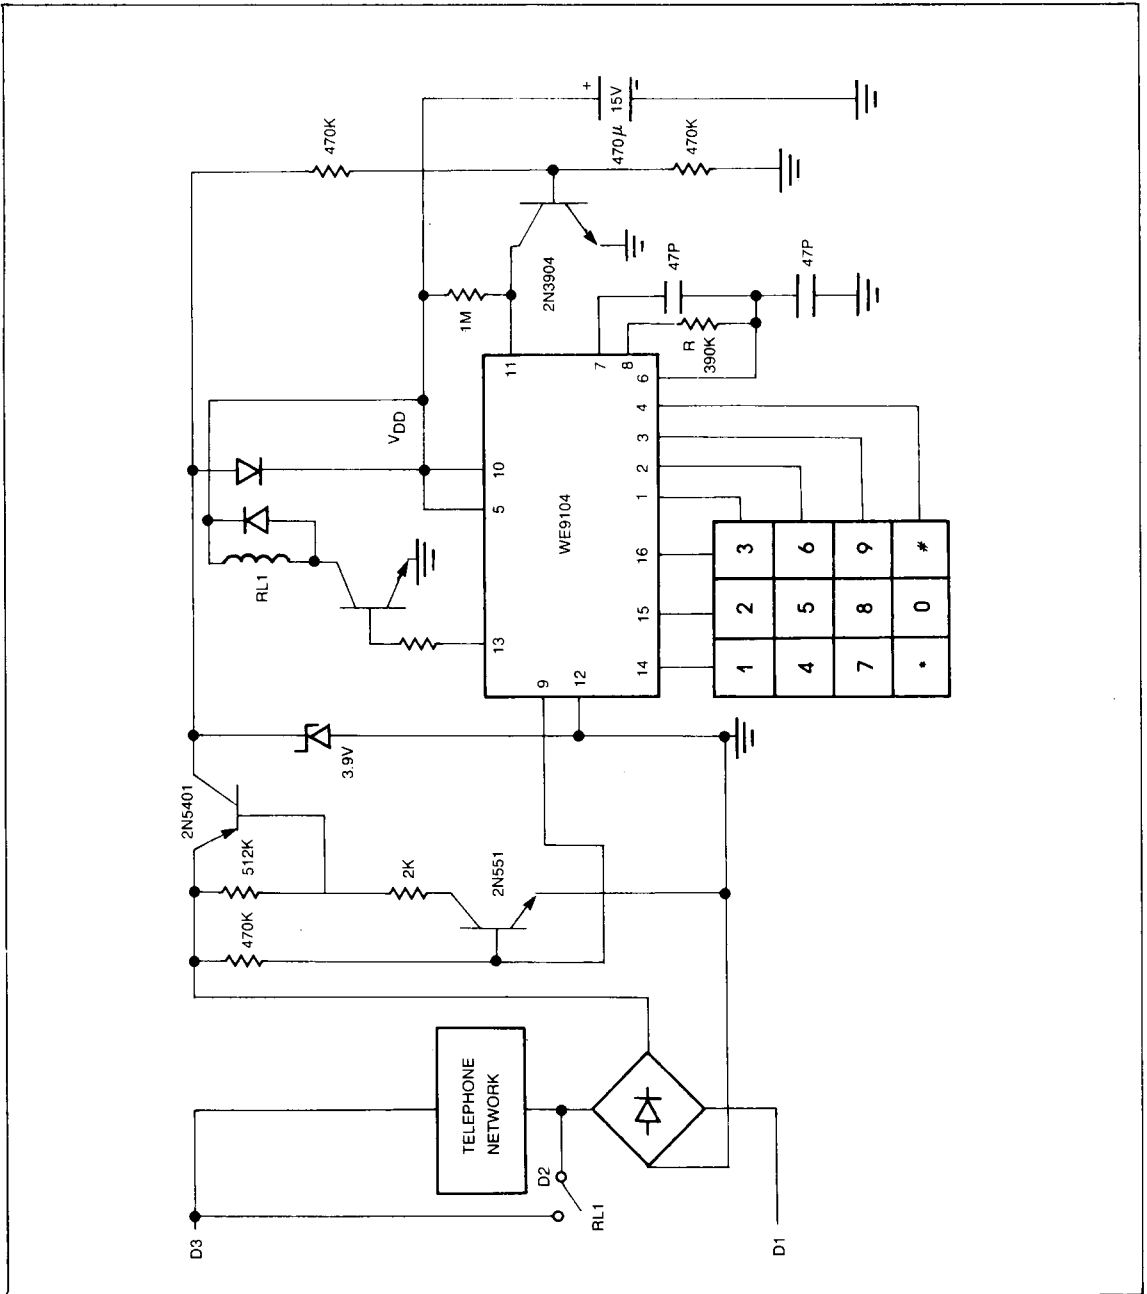 D3
TELEPHONE
NETWORK
D2
RL1
D1
470K
512K
2N5401
2K
2N551
3.9V
RL1
VDD
9
12
13
5
10
11
WE9104
14
15
16
1
2
3
4
6
7
8
1M
2N3904
470K
470K
+
-
470µ
15V
47P
47P
R
390K
1
2
3
4
5
6
7
8
9
*
0
#